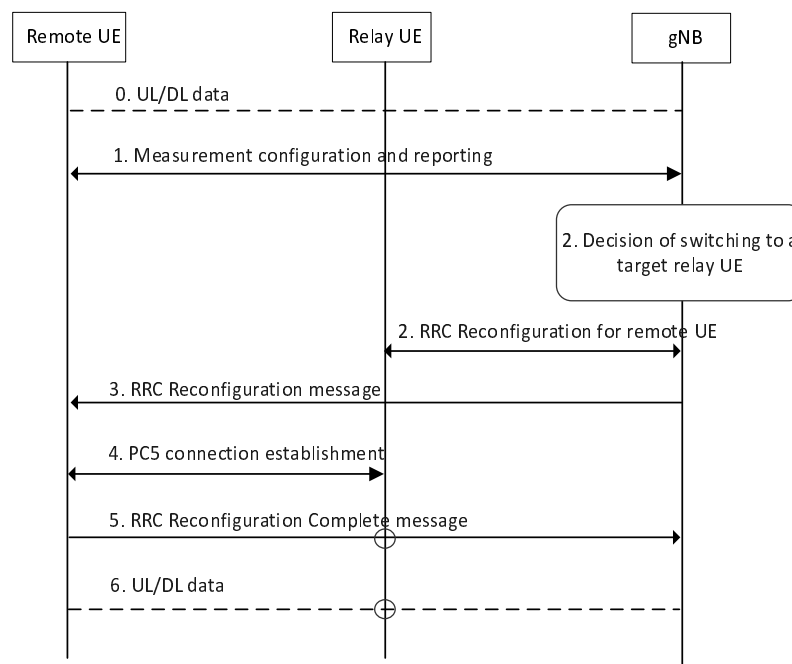 Remote UE
Relay UE
gNB
0. UL/DL data
1. Measurement configuration and reporting
2. Decision of switching to a
target relay UE
2. RRC Reconfiguration for remote UE
3. RRC Reconfiguration message
4. PC5 connection establishment
5. RRC Reconfiguration Complete message
6. UL/DL data